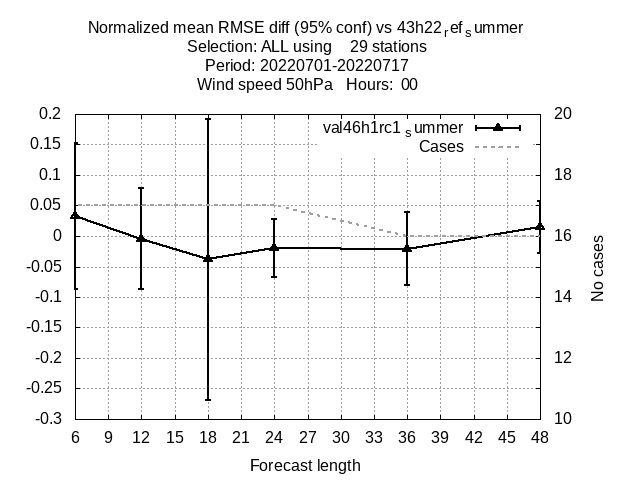 Normalized mean RMSE diff (95% conf) vs 43h22refsummer
Selection: ALL using 29 stations
Period: 20220701-20220717
Wind speed 50hPa Hours: 00
val46h1rc1summer
Cases
0.2
0.15
0.1
0.05
0
-0.05
-0.1
-0.15
-0.2
-0.25
-0.3
20
18
16
14
12
10
No cases
6 9 12 15 18 21 24 27 30 33 36 39 42 45 48
Forecast length